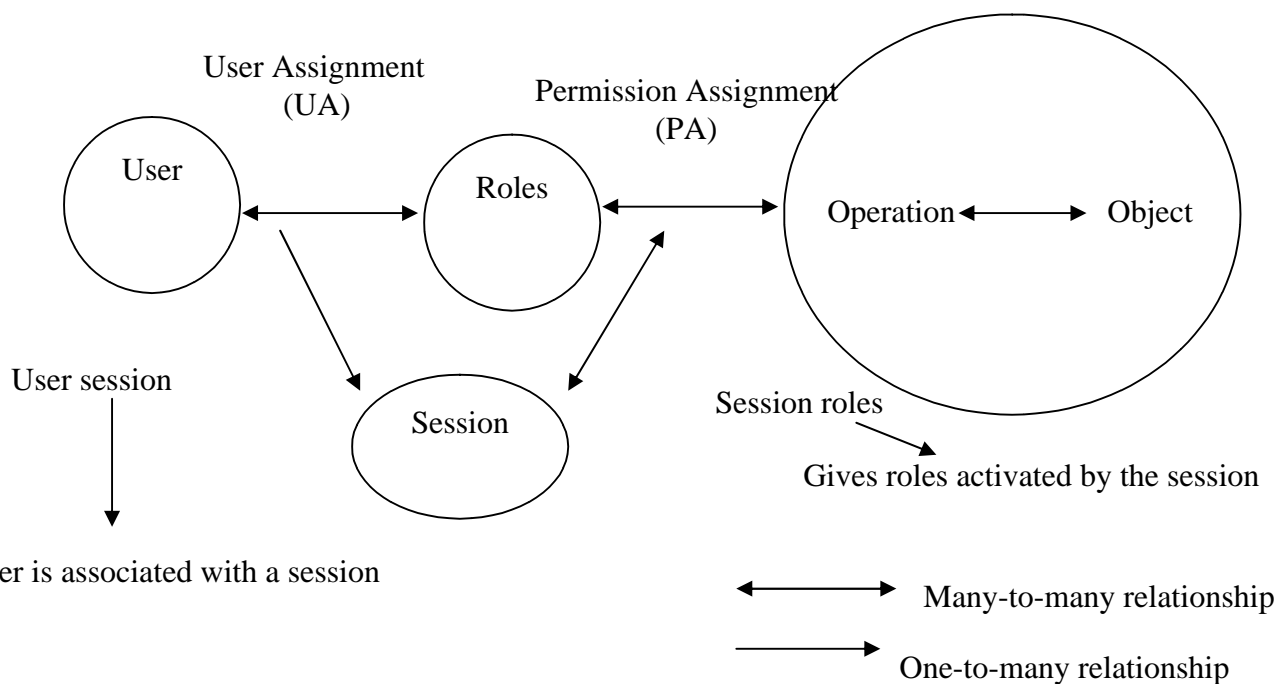 User Assignment
(UA)
Permission Assignment
(PA)
User
Roles
Operation
Object
User session
Session
Session roles
Gives roles activated by the session
er is associated with a session
Many-to-many relationship
One-to-many relationship